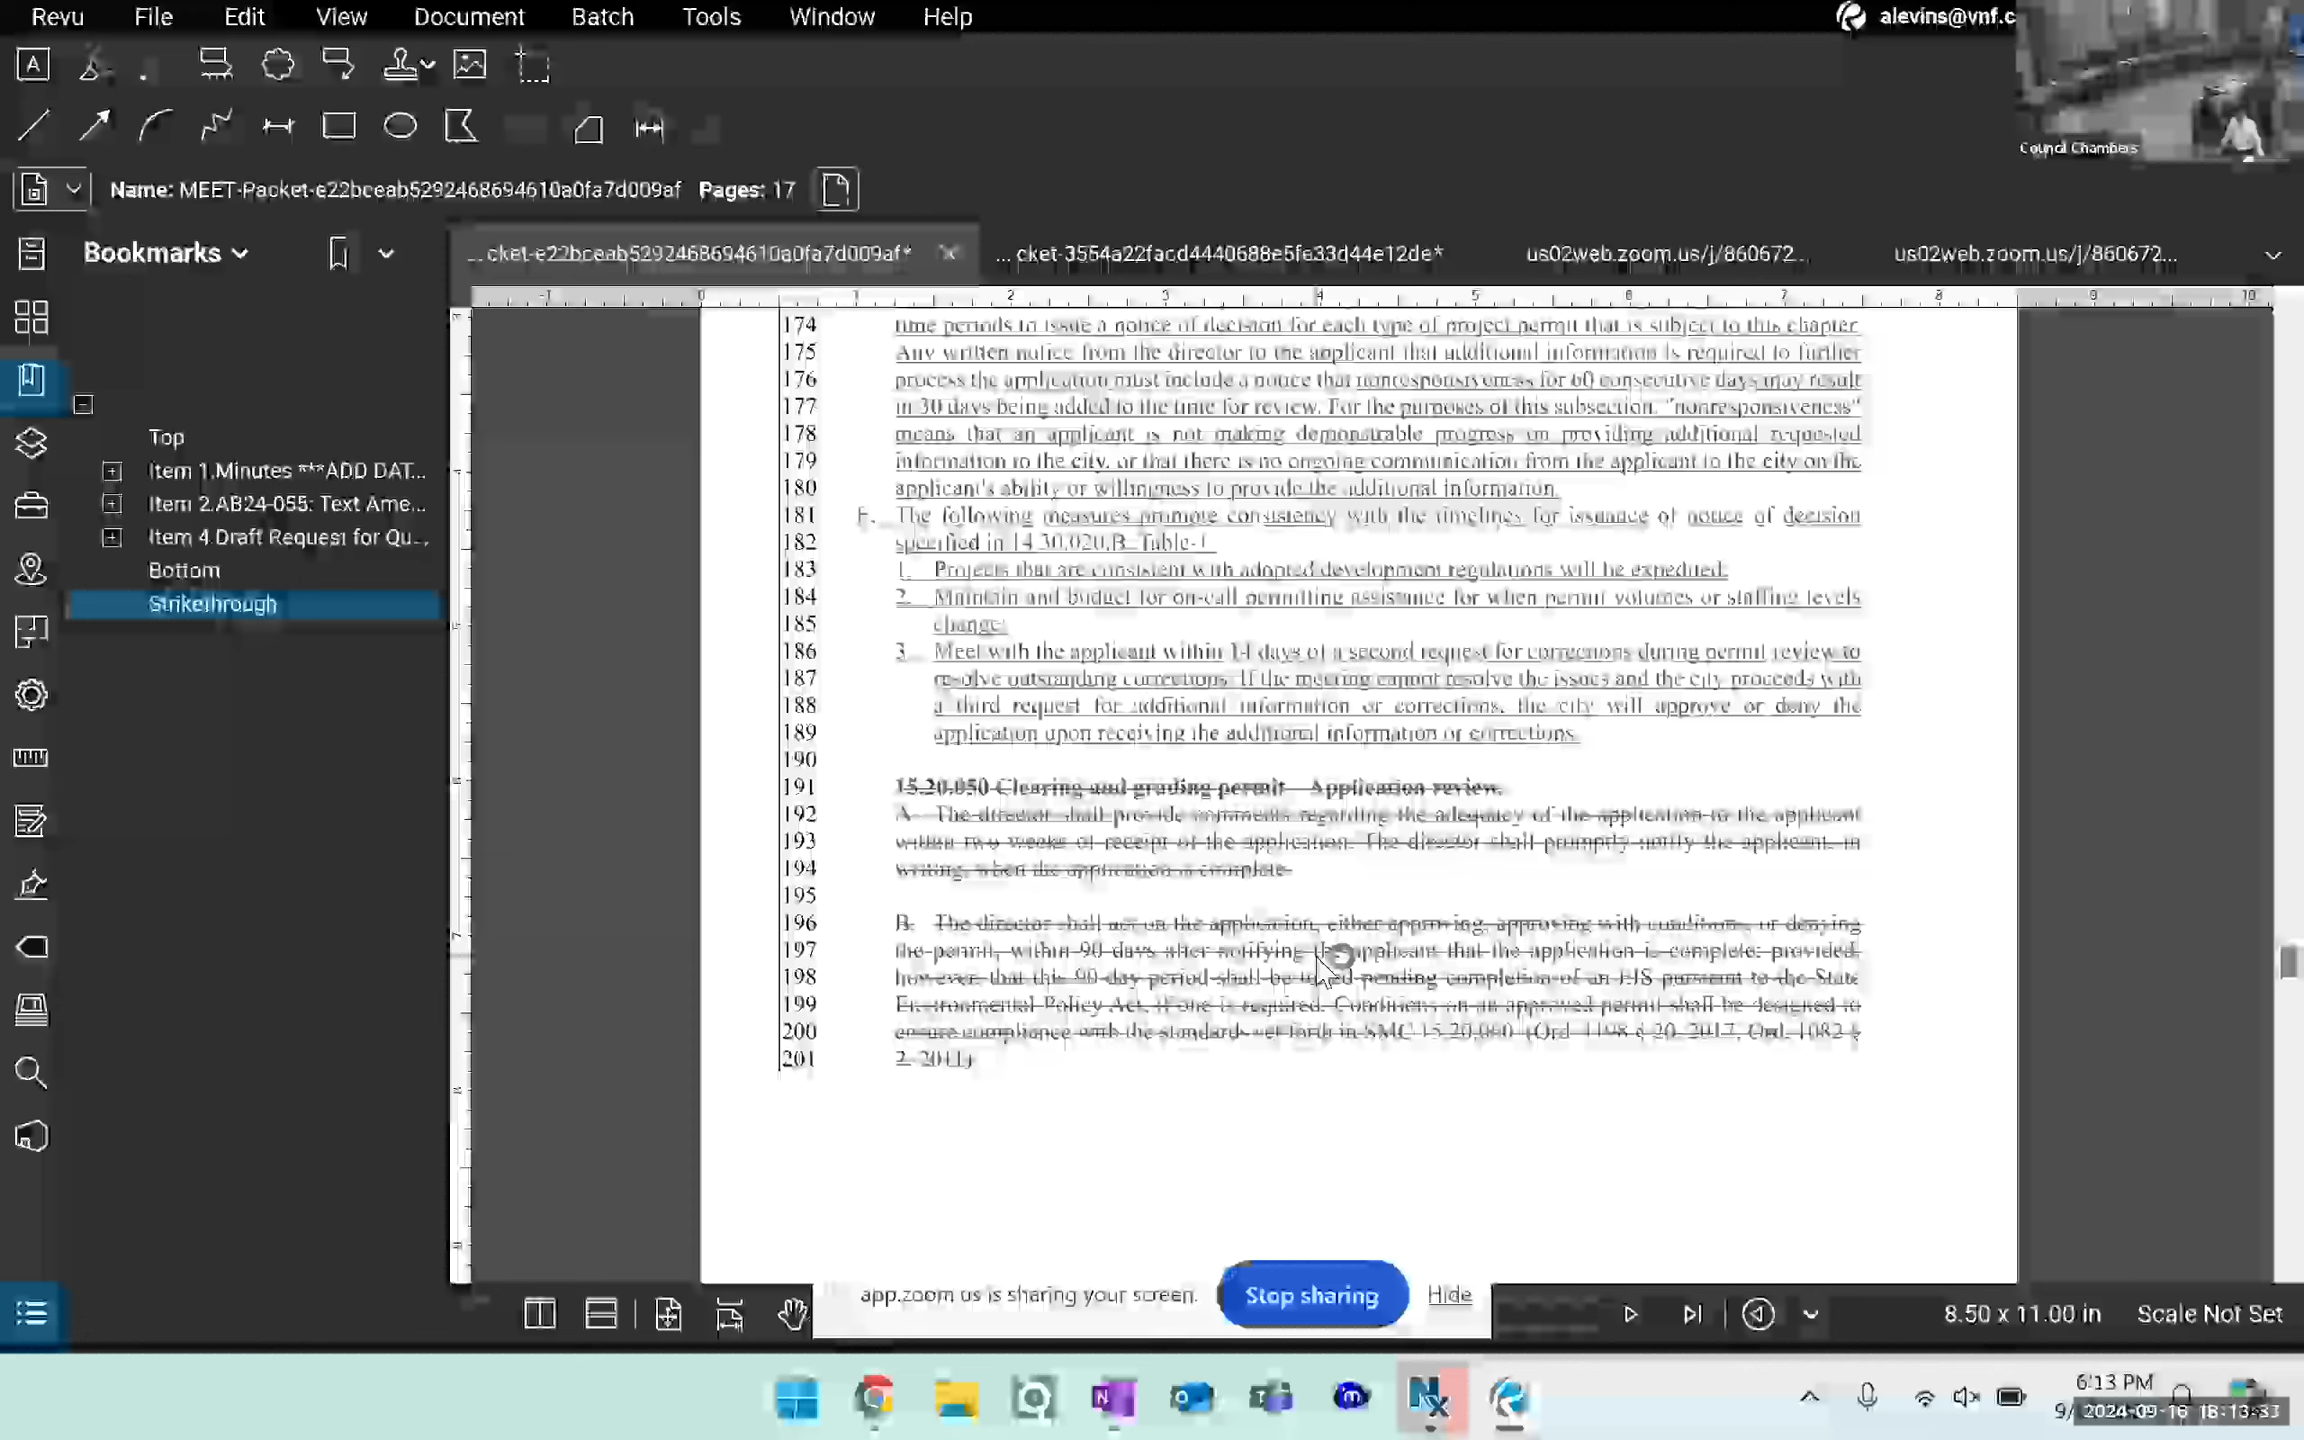 Revu File Edit View Document Batch Tools Window Help
alevins@vnf.c
Council Chambers
Name: MEET-Packet-e22bceab5292468694610a0fa7d009af Pages: 17
Bookmarks
... cket-e22bceab5292468694610a0fa7d009af*
... cket-3554a22facd4440688e5fe33d44e12de*
us02web.zoom.us/j/860672...
us02web.zoom.us/j/860672...
Top
Item 1.Minutes ***ADD DAT...
Item 2.AB24-055: Text Ame...
Item 4.Draft Request for Qu...
Bottom
Strikethrough
174 time periods to issue a notice of decision for each type of project permit that is subject to this chapter.
175 Any written notice from the director to the applicant that additional information is required to further
176 process the application must include a notice that nonresponsiveness for 60 consecutive days may result
177 in 30 days being added to the time for review. For the purposes of this subsection, "nonresponsiveness"
178 means that an applicant is not making demonstrable progress on providing additional requested
179 information to the city, or that there is no ongoing communication from the applicant to the city on the
180 applicant's ability or willingness to provide the additional information.
181 The following measures promote consistency with the timelines for issuance of notice of decision
182 specified in 14.30.020.B. Table-1.
183 1. Projects that are consistent with adopted development regulations will be expedited;
184 2. Maintain and budget for on-call permitting assistance for when permit volumes or staffing levels
185 change;
186 3. Meet with the applicant within 14 days of a second request for corrections during permit review to
187 resolve outstanding corrections. If the meeting cannot resolve the issues and the city proceeds with
188 a third request for additional information or corrections, the city will approve or deny the
189 application upon receiving the additional information or corrections.
190
191 15.20.050 Clearing and grading permit – Application review.
192 A. The director shall provide comments regarding the adequacy of the application to the applicant
193 within two weeks of receipt of the application. The director shall promptly notify the applicant, in
194 writing, when the application is complete.
195
196 B. The director shall act on the application, either approving, approving with conditions, or denying
197 the permit, within 90 days after notifying the applicant that the application is complete; provided,
198 however, that this 90-day period shall be tolled pending completion of an EIS pursuant to the State
199 Environmental Policy Act, if one is required. Conditions on an approved permit shall be designed to
200 ensure compliance with the standards set forth in SMC 15.20.060. (Ord. 1198 § 20, 2017; Ord. 1082 §
201 2, 2011)
app.zoom.us is sharing your screen. Stop sharing Hide
8.50 x 11.00 in Scale Not Set
6:13 PM
2024-09-16 18:13:33